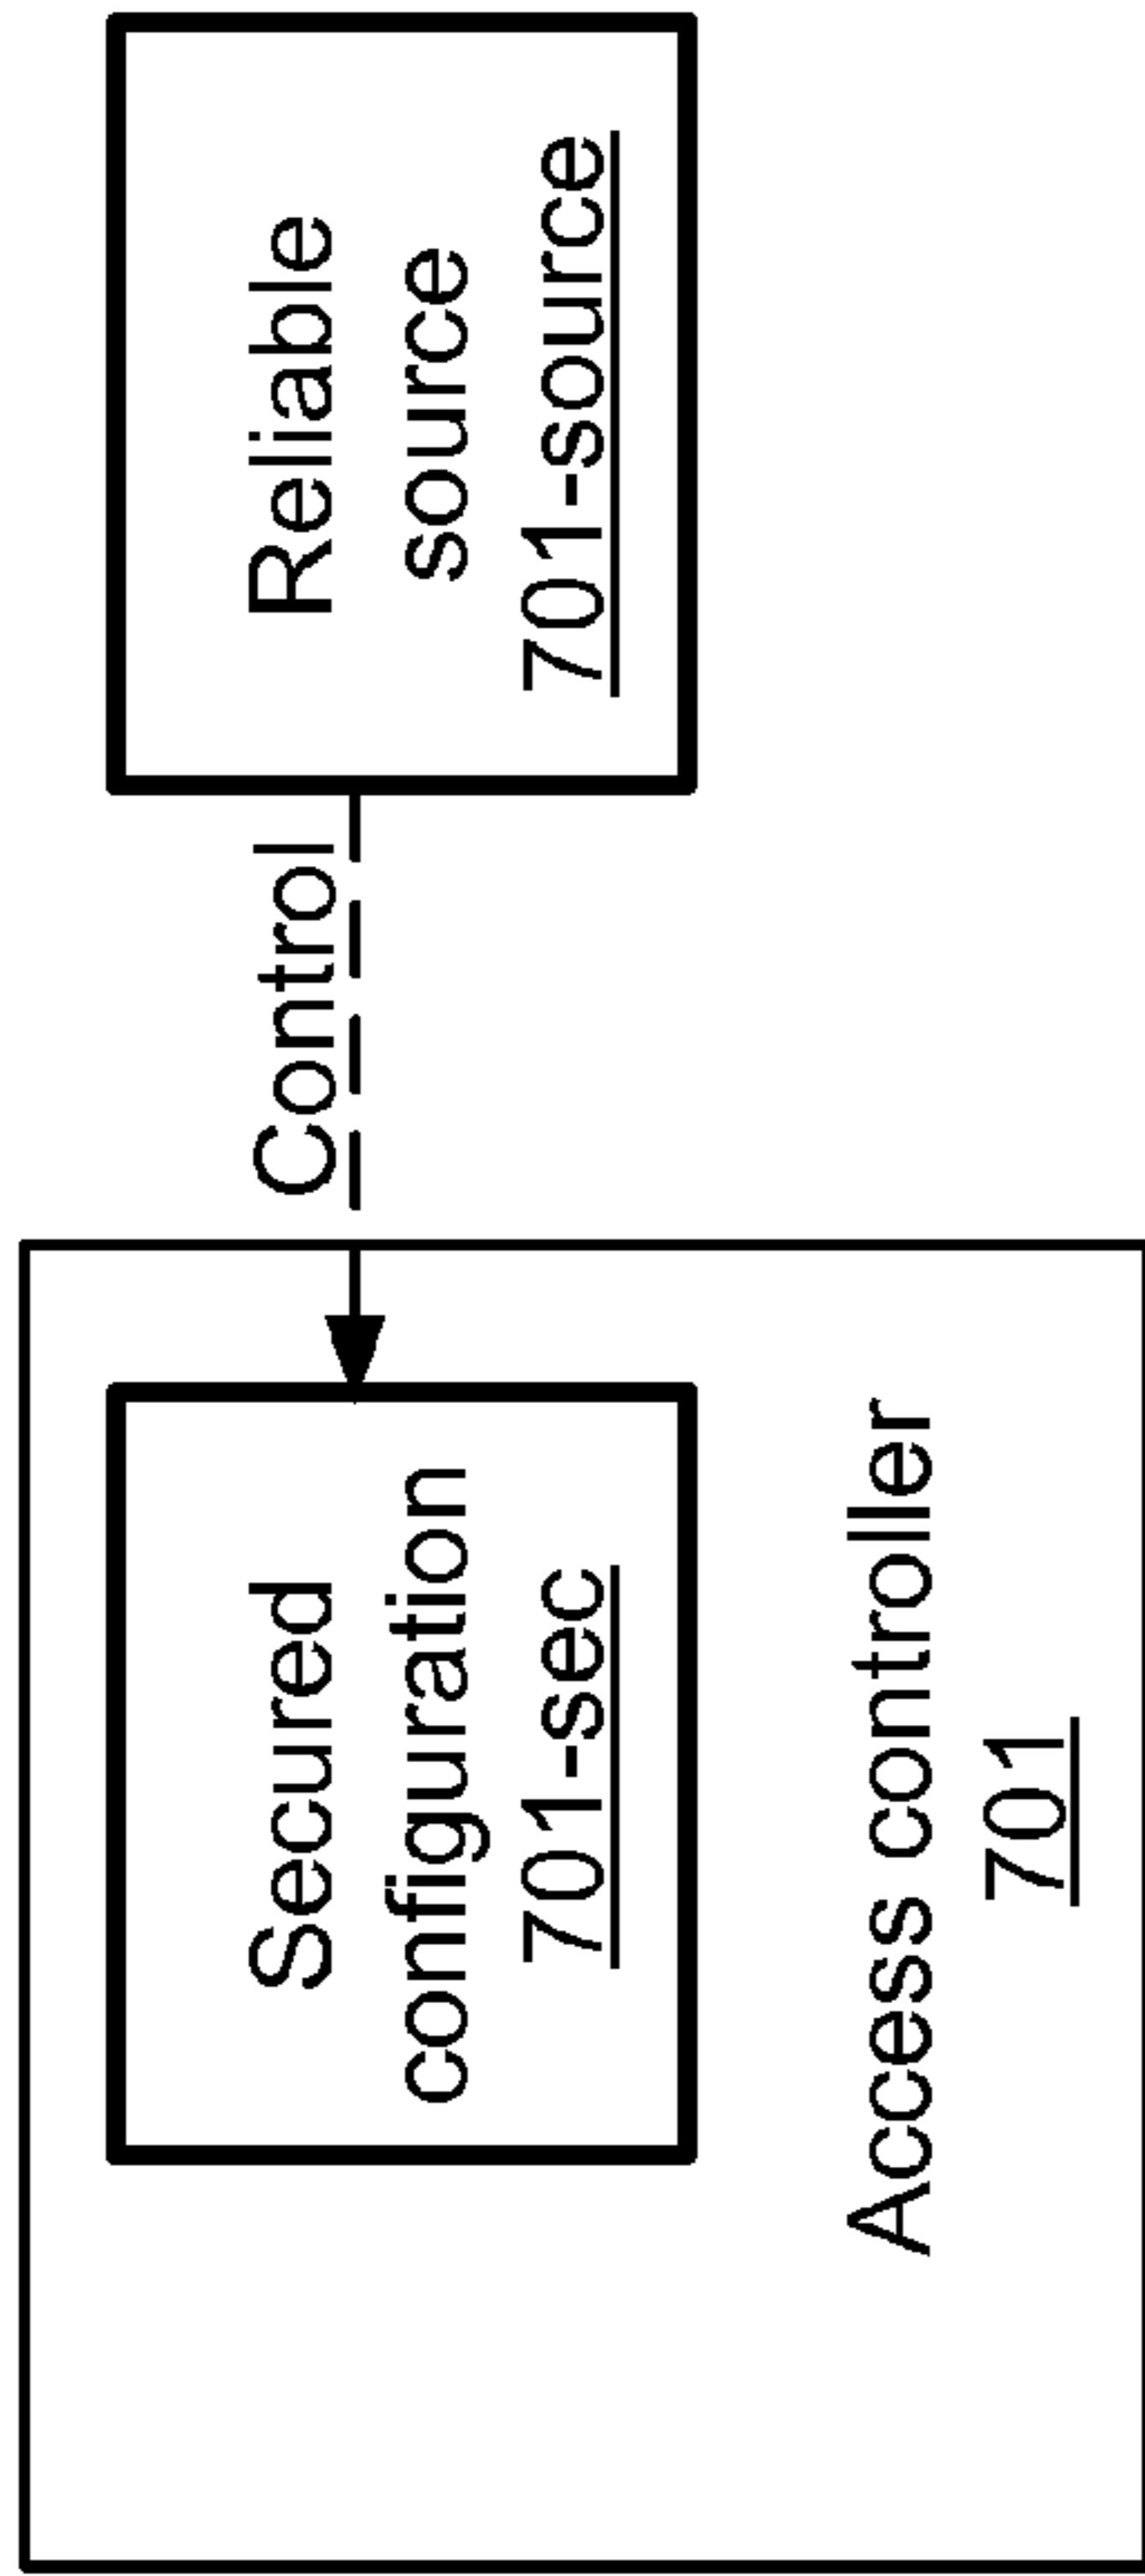 Secured
configuration
701-sec
Access controller
701
Control
Reliable
source
701-source